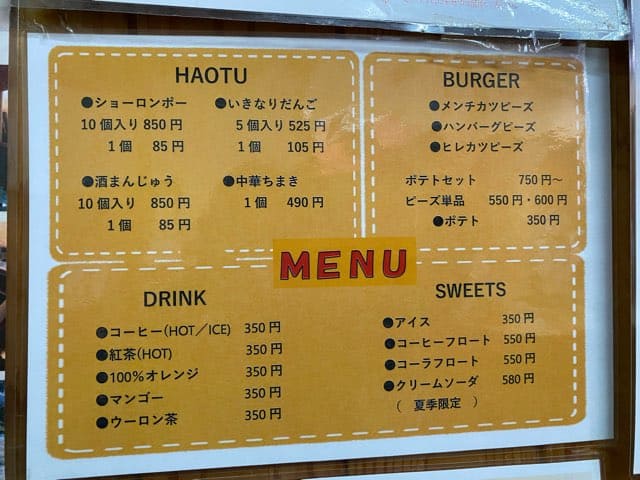 HAOTU
●ショーロンポー
10個入り 850円
1個 85円
●いきなりだんご
5個入り 525円
1個 105円
●酒まんじゅう
10個入り 850円
1個 85円
●中華ちまき
1個 490円
BURGER
●メンチカツピーズ
●ハンバーグピーズ
●ヒレカツピーズ
ポテトセット 750円～
ピーズ単品 550円・600円
●ポテト 350円
MENU
DRINK
●コーヒー(HOT／ICE) 350円
●紅茶(HOT) 350円
●100％オレンジ 350円
●マンゴー 350円
●ウーロン茶 350円
SWEETS
●アイス 350円
●コーヒーフロート 550円
●コーラフロート 550円
●クリームソーダ 580円
（ 夏季限定 ）